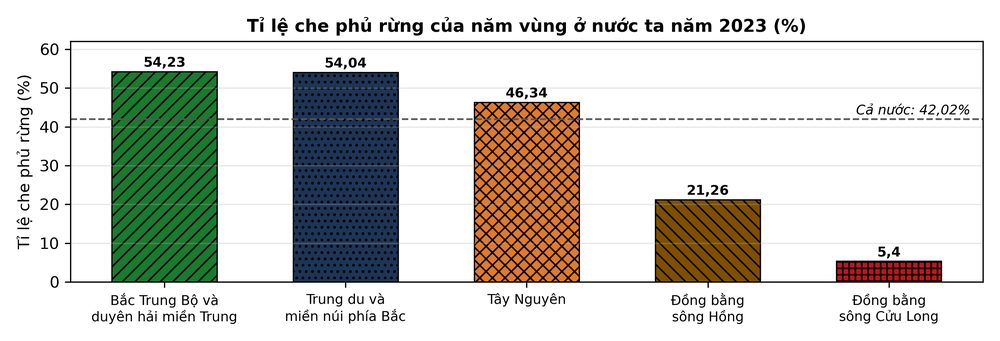 Tỉ lệ che phủ rừng của năm vùng ở nước ta năm 2023 (%)
Tỉ lệ che phủ rừng (%)
60
50
40
30
20
10
0
54,23
54,04
46,34
21,26
5,4
Cả nước: 42,02%
Bắc Trung Bộ và
duyên hải miền Trung
Trung du và
miền núi phía Bắc
Tây Nguyên
Đồng bằng
sông Hồng
Đồng bằng
sông Cửu Long